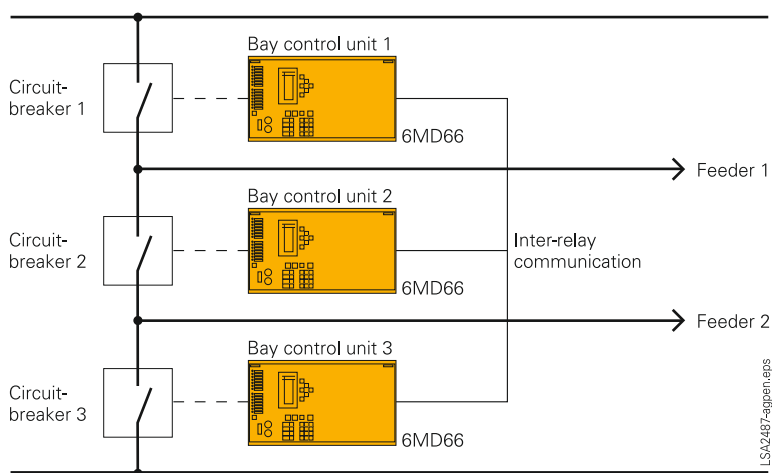 Bay control unit 1
Circuit-
breaker 1
6MD66
Feeder 1
Bay control unit 2
Circuit-
breaker 2
Inter-relay
communication
6MD66
Feeder 2
Bay control unit 3
Circuit-
breaker 3
6MD66
LSA2487-agpen.eps